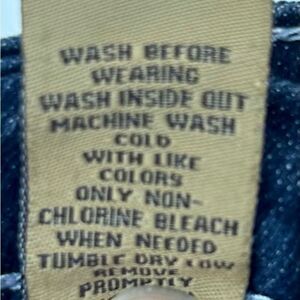 WASH BEFORE
WEARING
WASH INSIDE OUT
MACHINE WASH
COLD
WITH LIKE
COLORS
ONLY NON-
CHLORINE BLEACH
WHEN NEEDED
TUMBLE DRY LOW
REMOVE
PROMPTLY